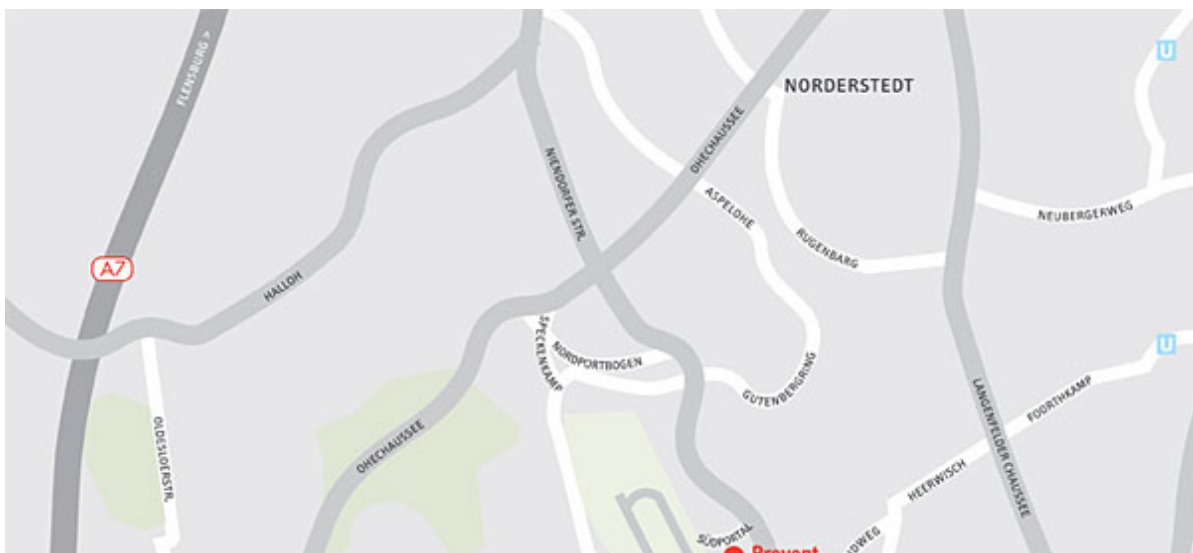 FLENSBURG >
U
NORDERSTEDT
OHECHAUSSEE
NIENDORFER STR.
ASPELOHE
NEUBERGERWEG
RUGENBARG
A7
HALLOH
SPECKENKAMP
NORDPORTBOGEN
U
GUTENBERGRING
FOORTHKAMP
LANGENFELDER CHAUSSEE
OHECHAUSSEE
OLDESLOERSTR.
HEERWISCH
SÜDPORTAL